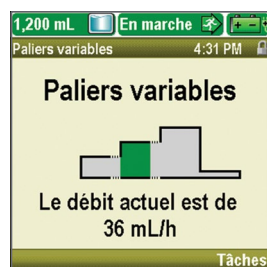 1,200 mL En marche
Paliers variables 4:31 PM
Paliers variables
Le débit actuel est de
36 mL/h
Tâches